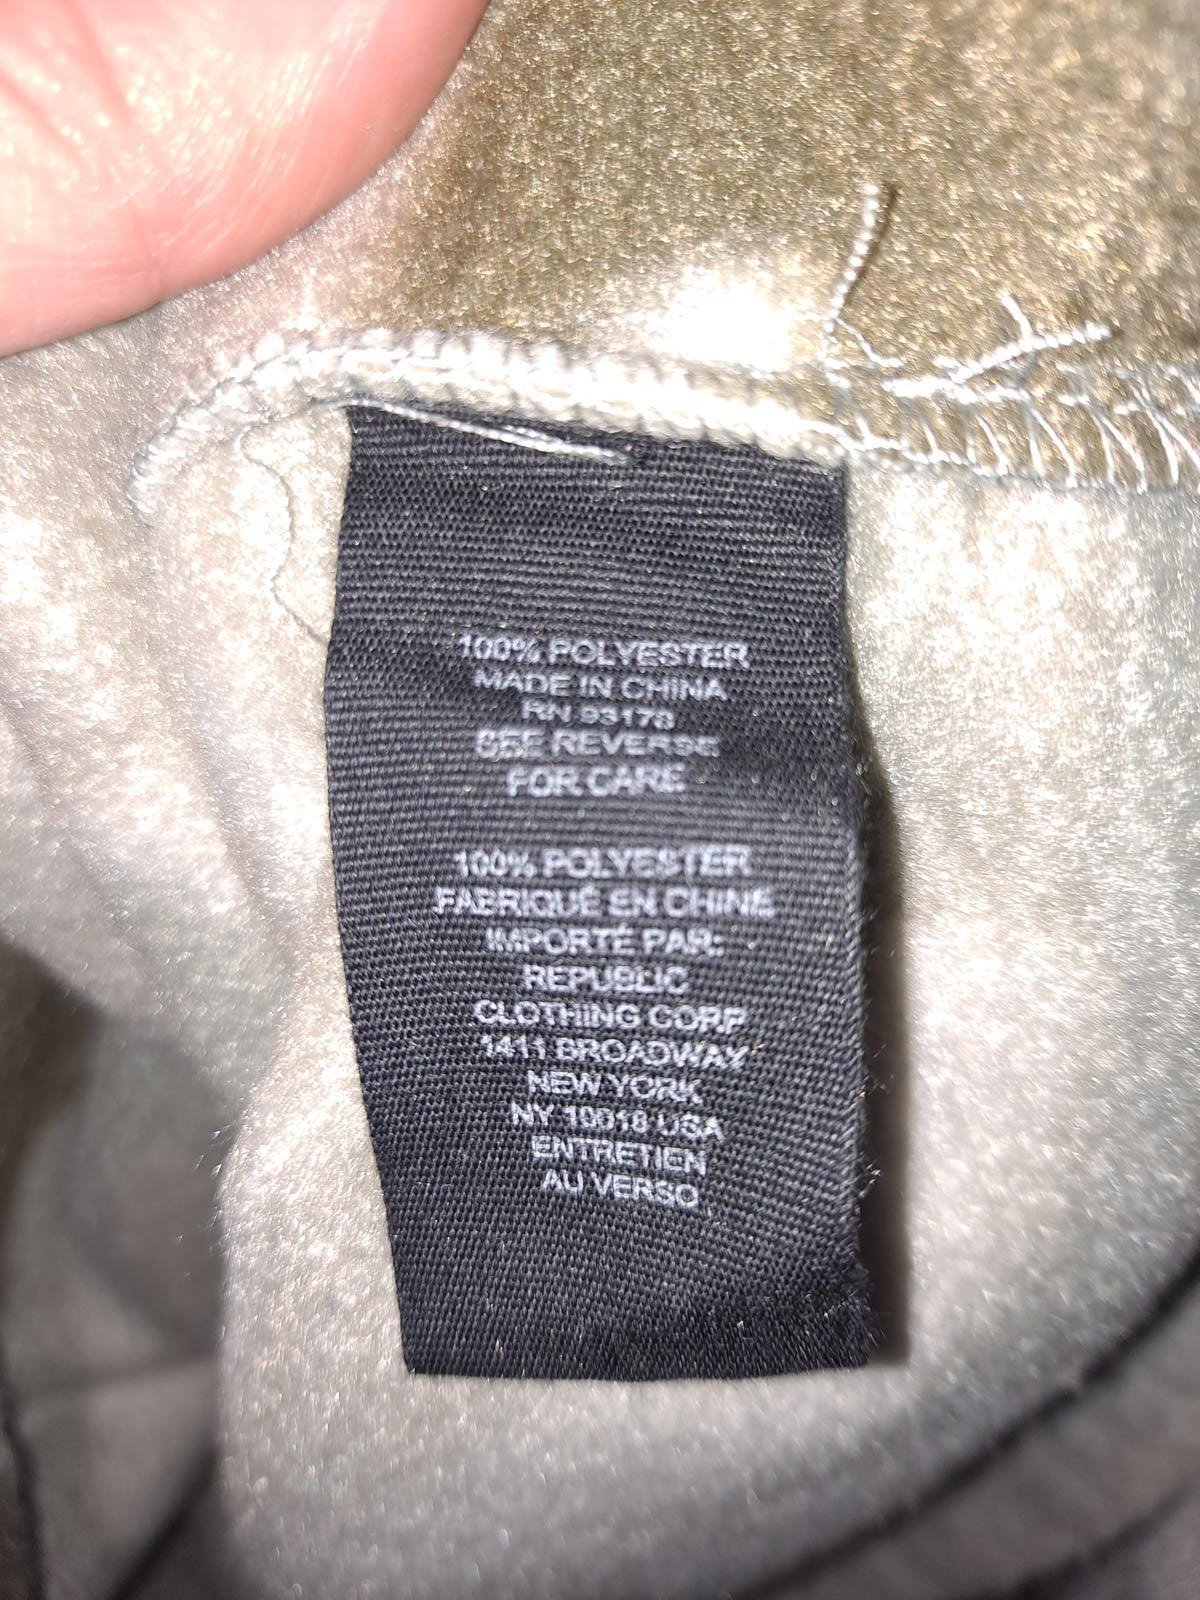 100% POLYESTER
MADE IN CHINA
RN 93178
SEE REVERSE
FOR CARE
100% POLYESTER
FABRIQUÉ EN CHINE
IMPORTÉ PAR:
REPUBLIC
CLOTHING CORP
1411 BROADWAY
NEW YORK
NY 10018 USA
ENTRETIEN
AU VERSO